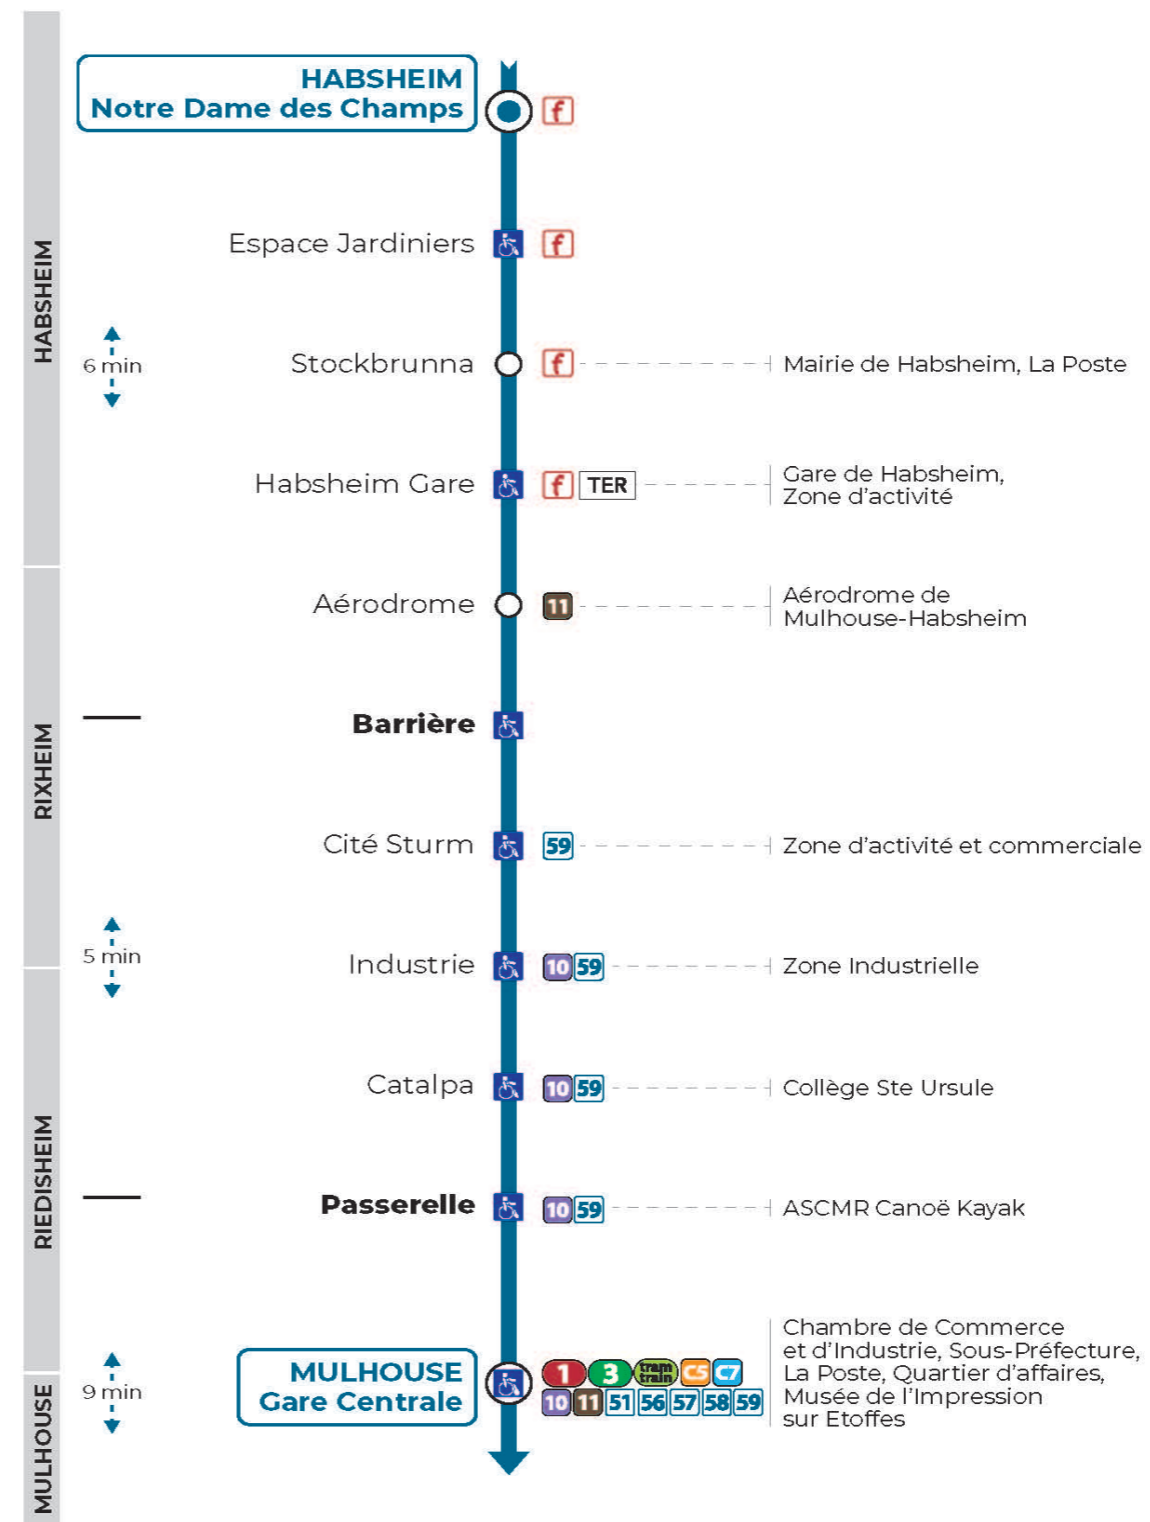 HABSHEIM
HABSHEIM
Notre Dame des Champs
f
Espace Jardiniers
f
6 min
Stockbrunna
f
Mairie de Habsheim, La Poste
Habsheim Gare
f TER
Gare de Habsheim,
Zone d'activité
RIXHEIM
Aérodrome
11
Aérodrome de
Mulhouse-Habsheim
Barrière
Cité Sturm
59
Zone d'activité et commerciale
5 min
Industrie
10 59
Zone Industrielle
RIEDISHEIM
Catalpa
10 59
Collège Ste Ursule
Passerelle
10 59
ASCMR Canoë Kayak
MULHOUSE
9 min
MULHOUSE
Gare Centrale
1 3 tram train C5 C7
10 11 51 56 57 58 59
Chambre de Commerce
et d'Industrie, Sous-Préfecture,
La Poste, Quartier d'affaires,
Musée de l'Impression
sur Etoffes